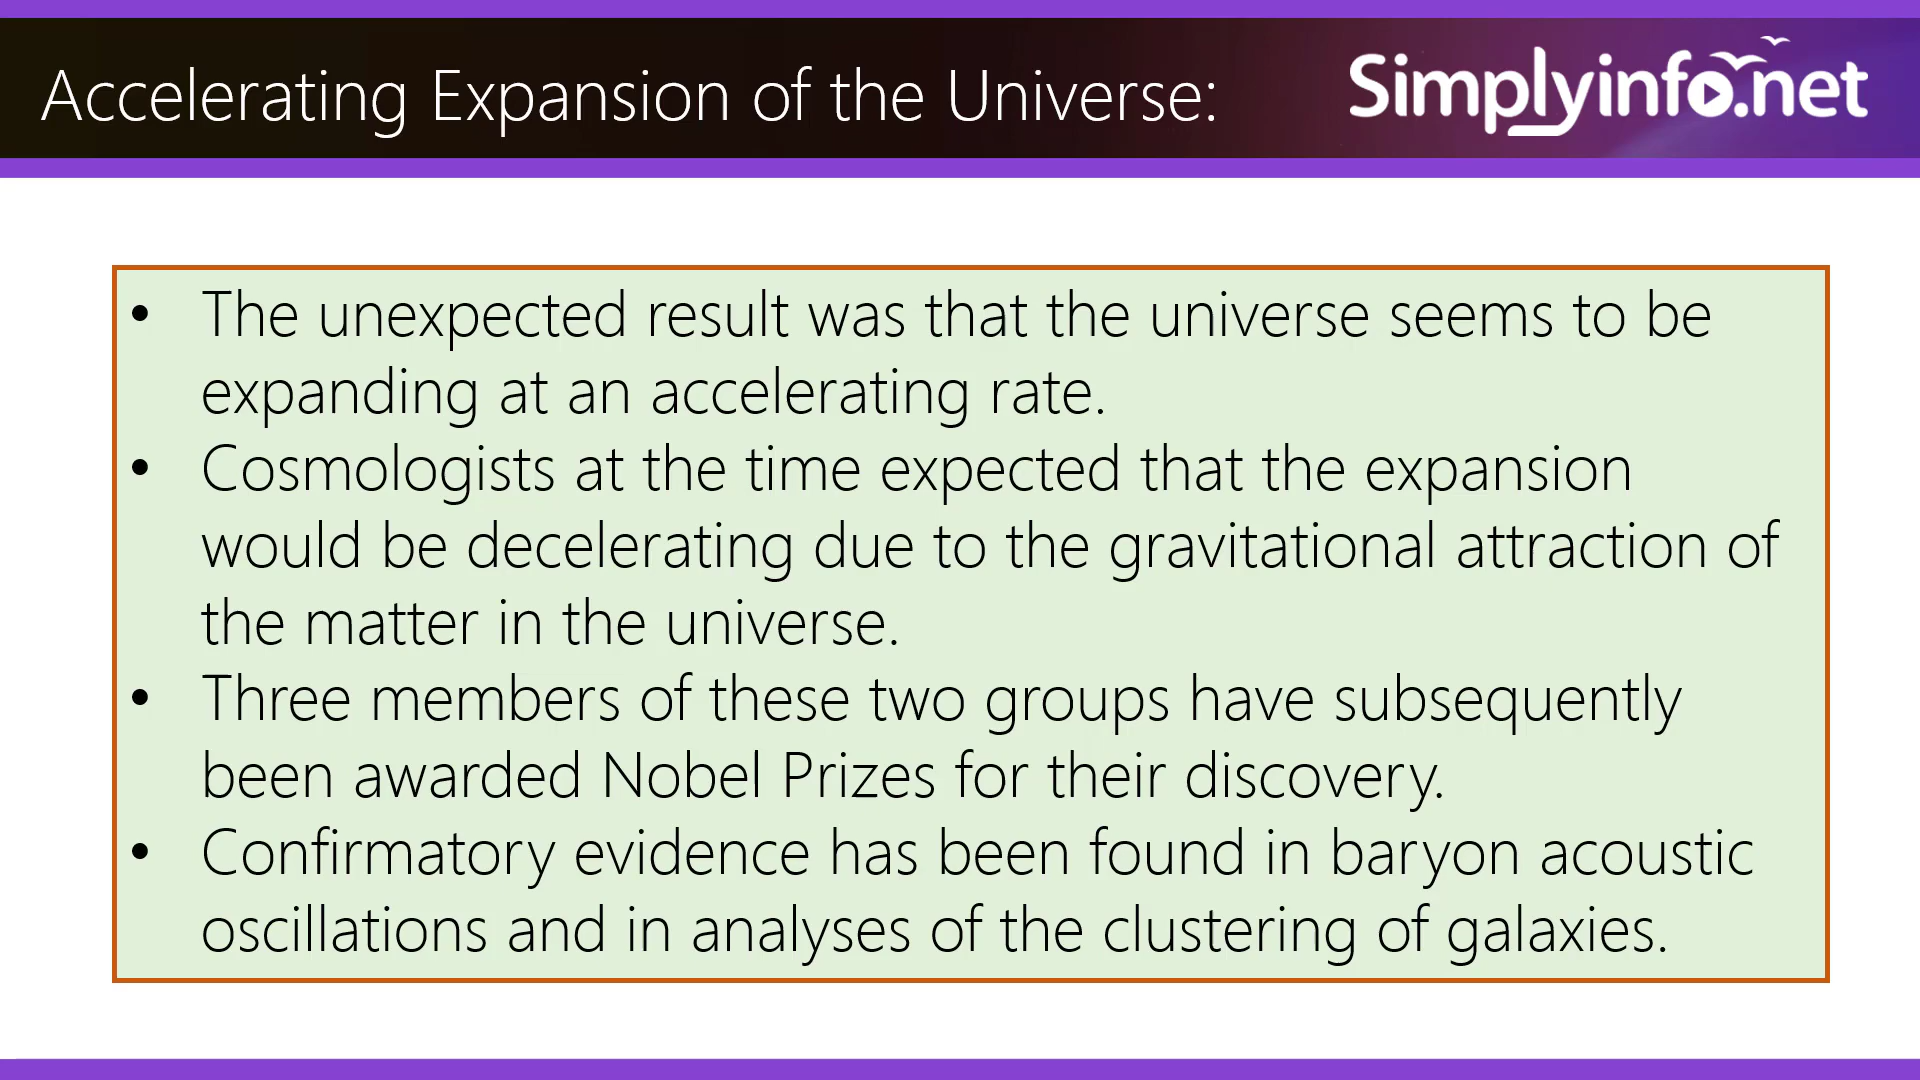 Accelerating Expansion of the Universe:
Simplyinfo.net
• The unexpected result was that the universe seems to be
expanding at an accelerating rate.
• Cosmologists at the time expected that the expansion
would be decelerating due to the gravitational attraction of
the matter in the universe.
• Three members of these two groups have subsequently
been awarded Nobel Prizes for their discovery.
• Confirmatory evidence has been found in baryon acoustic
oscillations and in analyses of the clustering of galaxies.